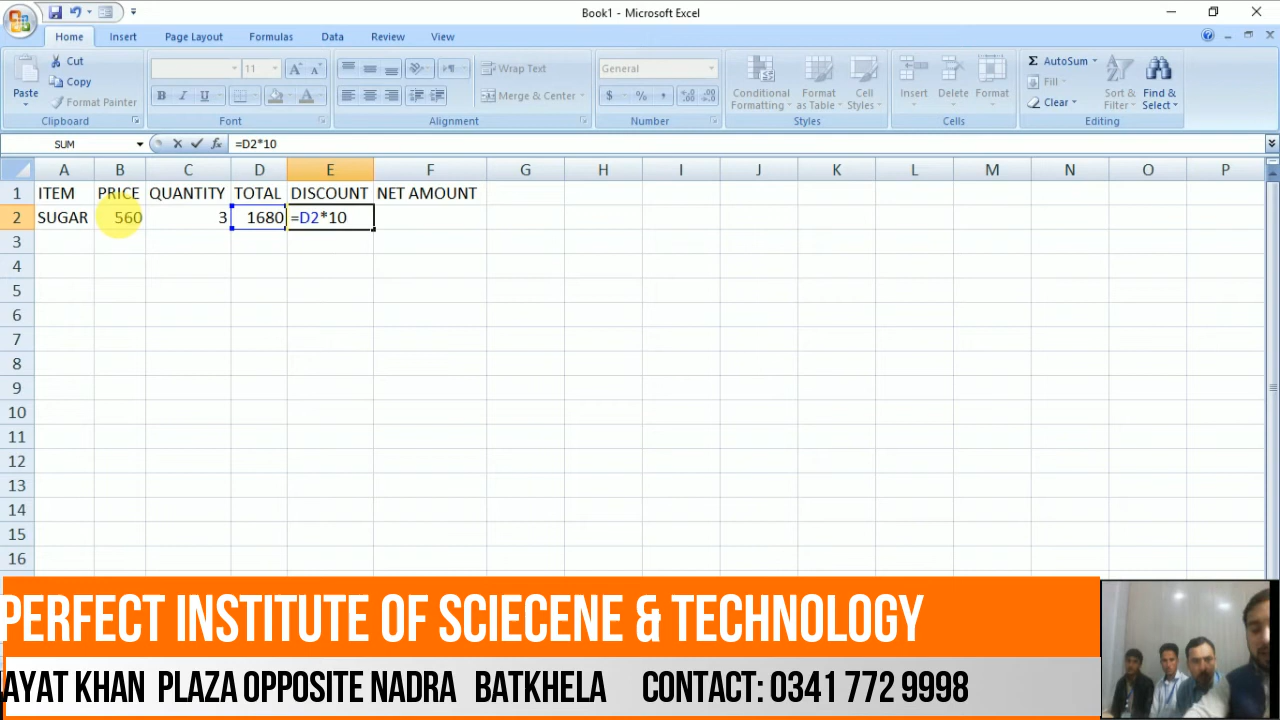 Book1 - Microsoft Excel
Home Insert Page Layout Formulas Data Review View
Paste Cut Copy Format Painter
Clipboard
11
B I U A
Font
Wrap Text
Merge & Center
Alignment
General
$ % ,
Number
Conditional Formatting Format as Table Cell Styles
Styles
Insert Delete Format
Cells
Σ AutoSum
Fill
Clear
Sort & Filter Find & Select
Editing
SUM fx =D2*10
A B C D E F G H I J K L M N O P
1 ITEM PRICE QUANTITY TOTAL DISCOUNT NET AMOUNT
2 SUGAR 560 3 1680 =D2*10
3
4
5
6
7
8
9
10
11
12
13
14
15
16
PERFECT INSTITUTE OF SCIECENE & TECHNOLOGY
AYAT KHAN PLAZA OPPOSITE NADRA BATKHELA CONTACT: 0341 772 9998